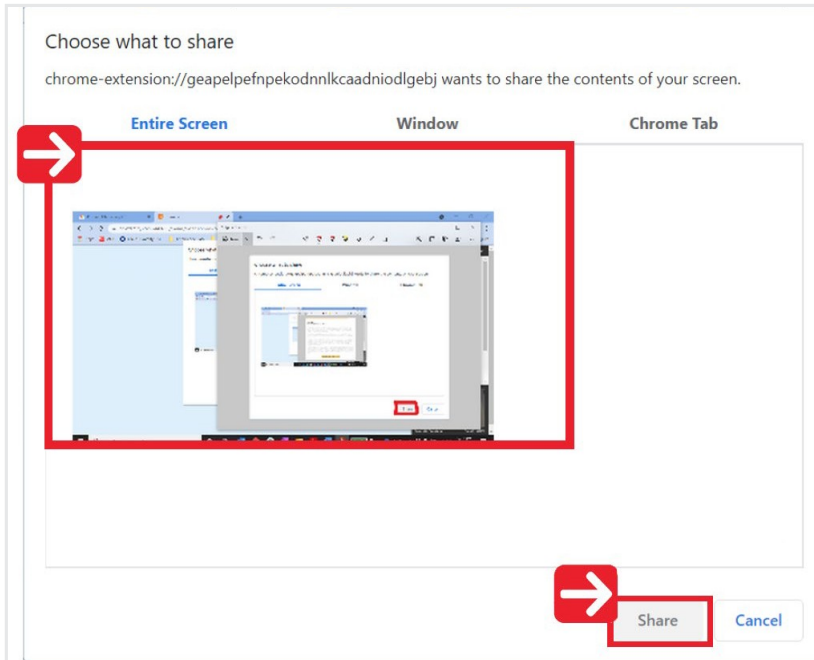 Choose what to share
chrome-extension://geapelpefnpekodnnlkcaadniodlgebj wants to share the contents of your screen.
Entire Screen Window Chrome Tab
Share Cancel